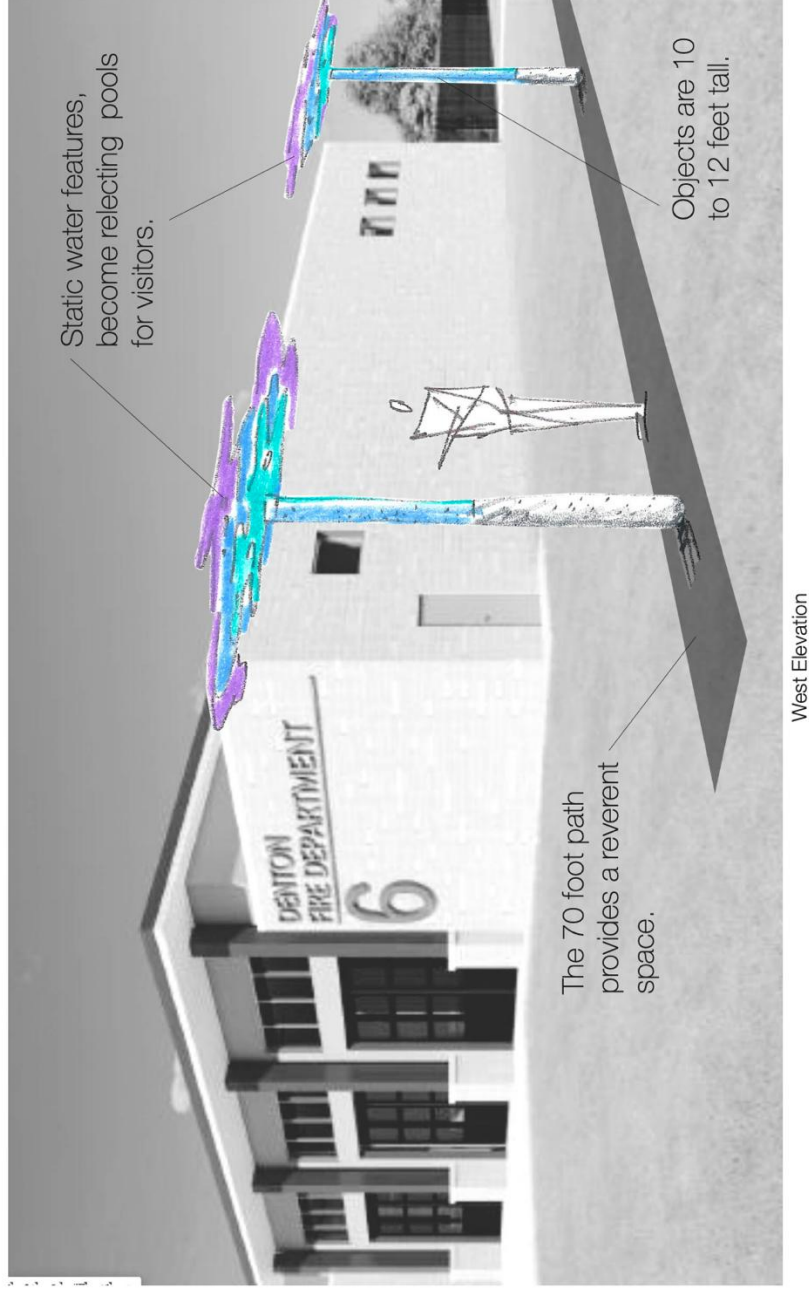 Static water features,
become relecting pools
for visitors.
DENTON
FIRE DEPARTMENT
6
The 70 foot path
provides a reverent
space.
Objects are 10
to 12 feet tall.
West Elevation